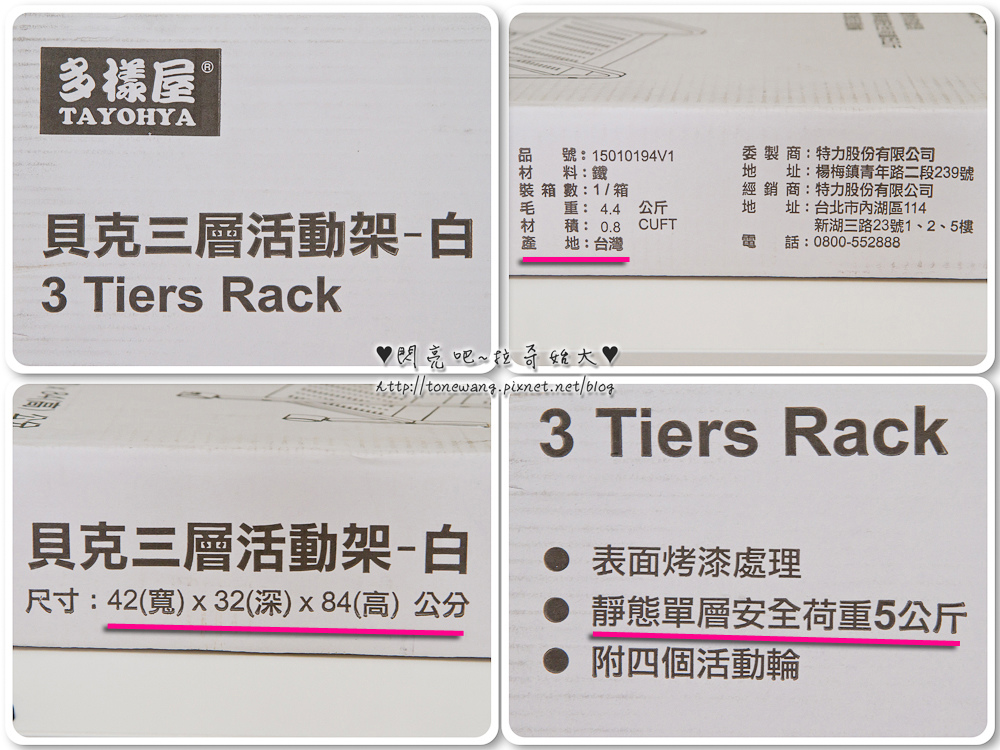 多樣屋®
TAYOHYA
貝克三層活動架-白
3 Tiers Rack
品　　號：15010194V1
材　　料：鐵
裝 箱 數：1 / 箱
毛　　重： 4.4 公斤
材　　積： 0.8 CUFT
產　　地：台灣
委 製 商：特力股份有限公司
地　　址：楊梅鎮青年路二段239號
經 銷 商：特力股份有限公司
地　　址：台北市內湖區114
新湖三路23號1、2、5樓
電　　話：0800-552888
♥閃亮吧~拉奇始大♥
http://tonewang.pixnet.net/blog
貝克三層活動架-白
尺寸：42(寬) x 32(深) x 84(高) 公分
3 Tiers Rack
● 表面烤漆處理
● 靜態單層安全荷重5公斤
● 附四個活動輪